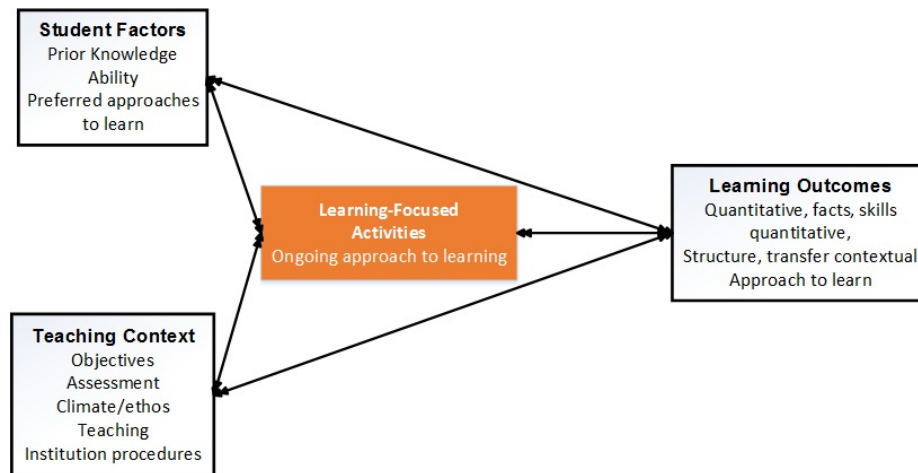 Student Factors
Prior Knowledge
Ability
Preferred approaches
to learn
Learning-Focused
Activities
Ongoing approach to learning
Learning Outcomes
Quantitative, facts, skills
quantitative,
Structure, transfer contextual
Approach to learn
Teaching Context
Objectives
Assessment
Climate/ethos
Teaching
Institution procedures